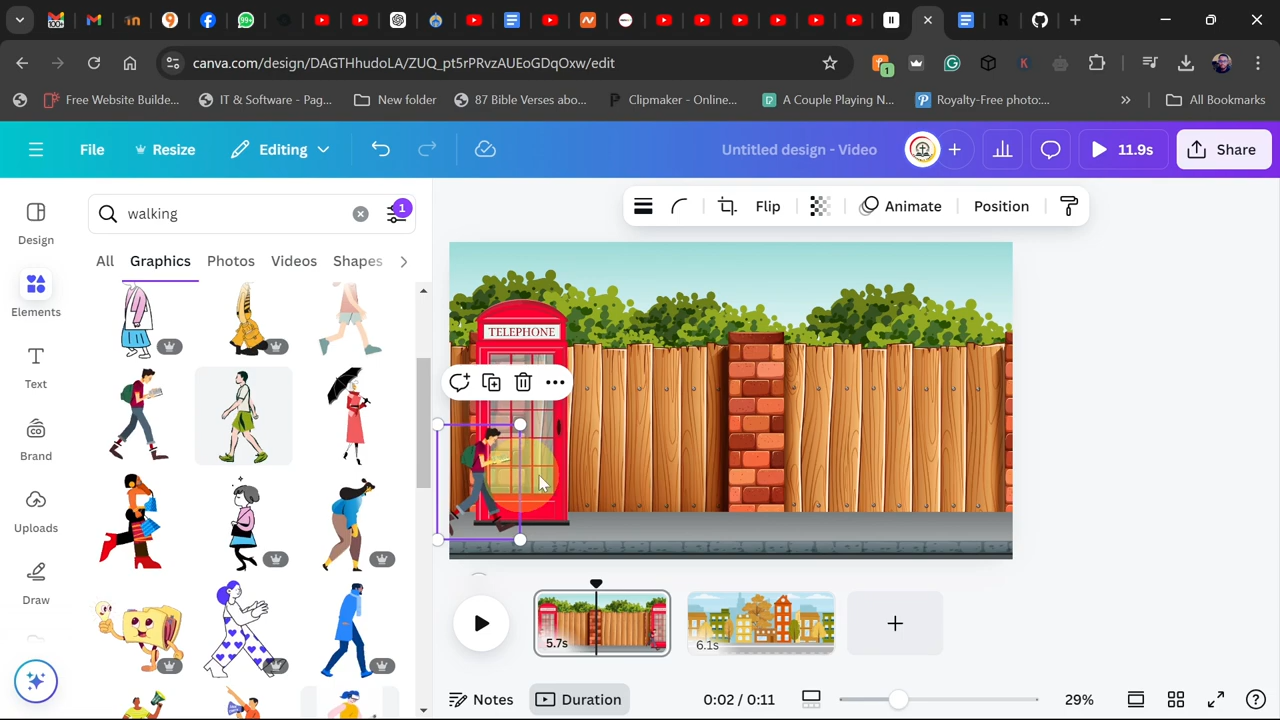 99+
canva.com/design/DAGTHhudoLA/ZUQ_pt5rPRvzAUEoGDqOxw/edit
1
Free Website Builde...
IT & Software - Pag...
New folder
87 Bible Verses abo...
Clipmaker - Online...
A Couple Playing N...
Royalty-Free photo:...
All Bookmarks
File
Resize
Editing
Untitled design - Video
11.9s
Share
Design
Elements
Text
Brand
Uploads
Draw
walking
1
All
Graphics
Photos
Videos
Shapes
Flip
Animate
Position
TELEPHONE
5.7s
6.1s
Notes
Duration
0:02 / 0:11
29%